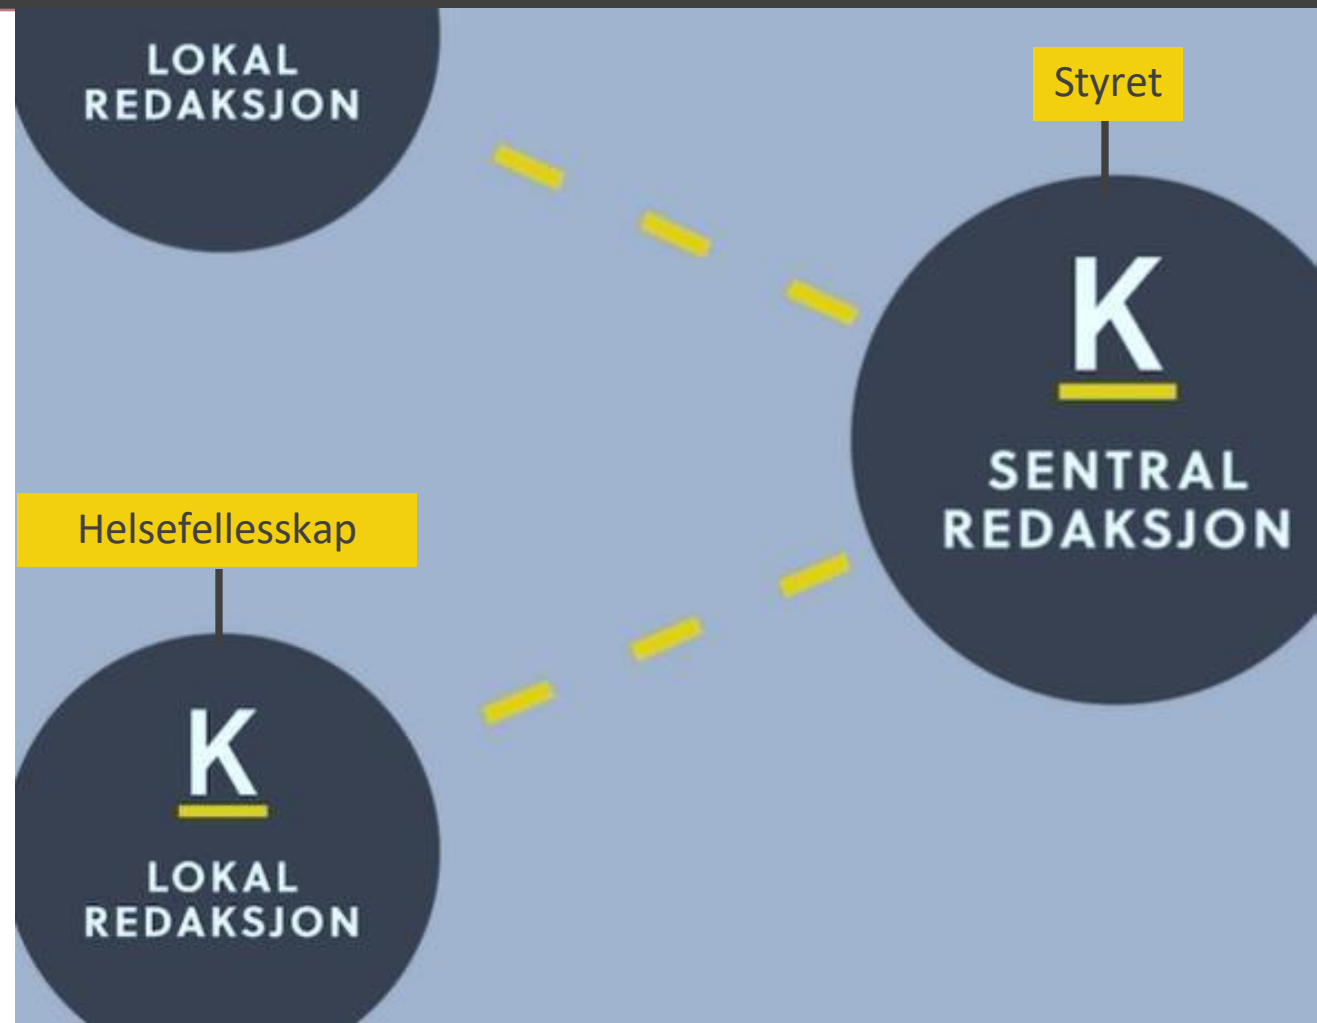 LOKAL
REDAKSJON
Styret
K
SENTRAL
REDAKSJON
Helsefellesskap
K
LOKAL
REDAKSJON